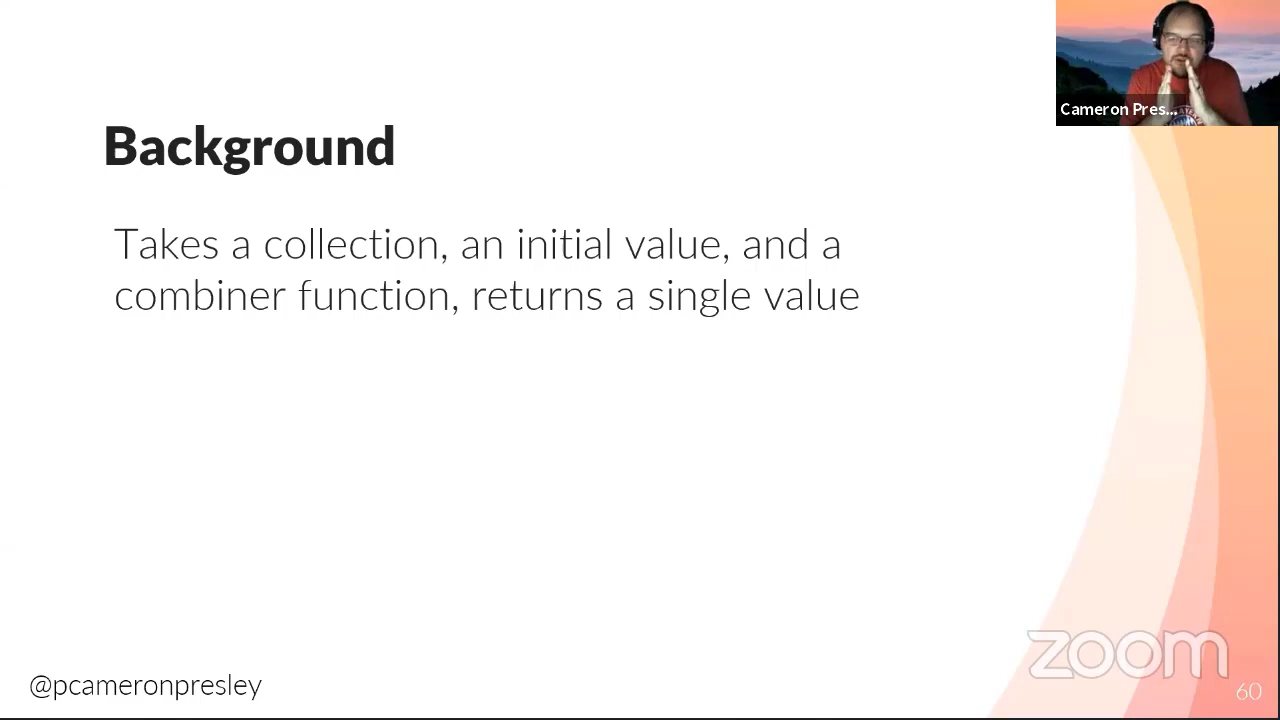 Cameron Pres...
Background
Takes a collection, an initial value, and a
combiner function, returns a single value
zoom
@pcameronpresley
60